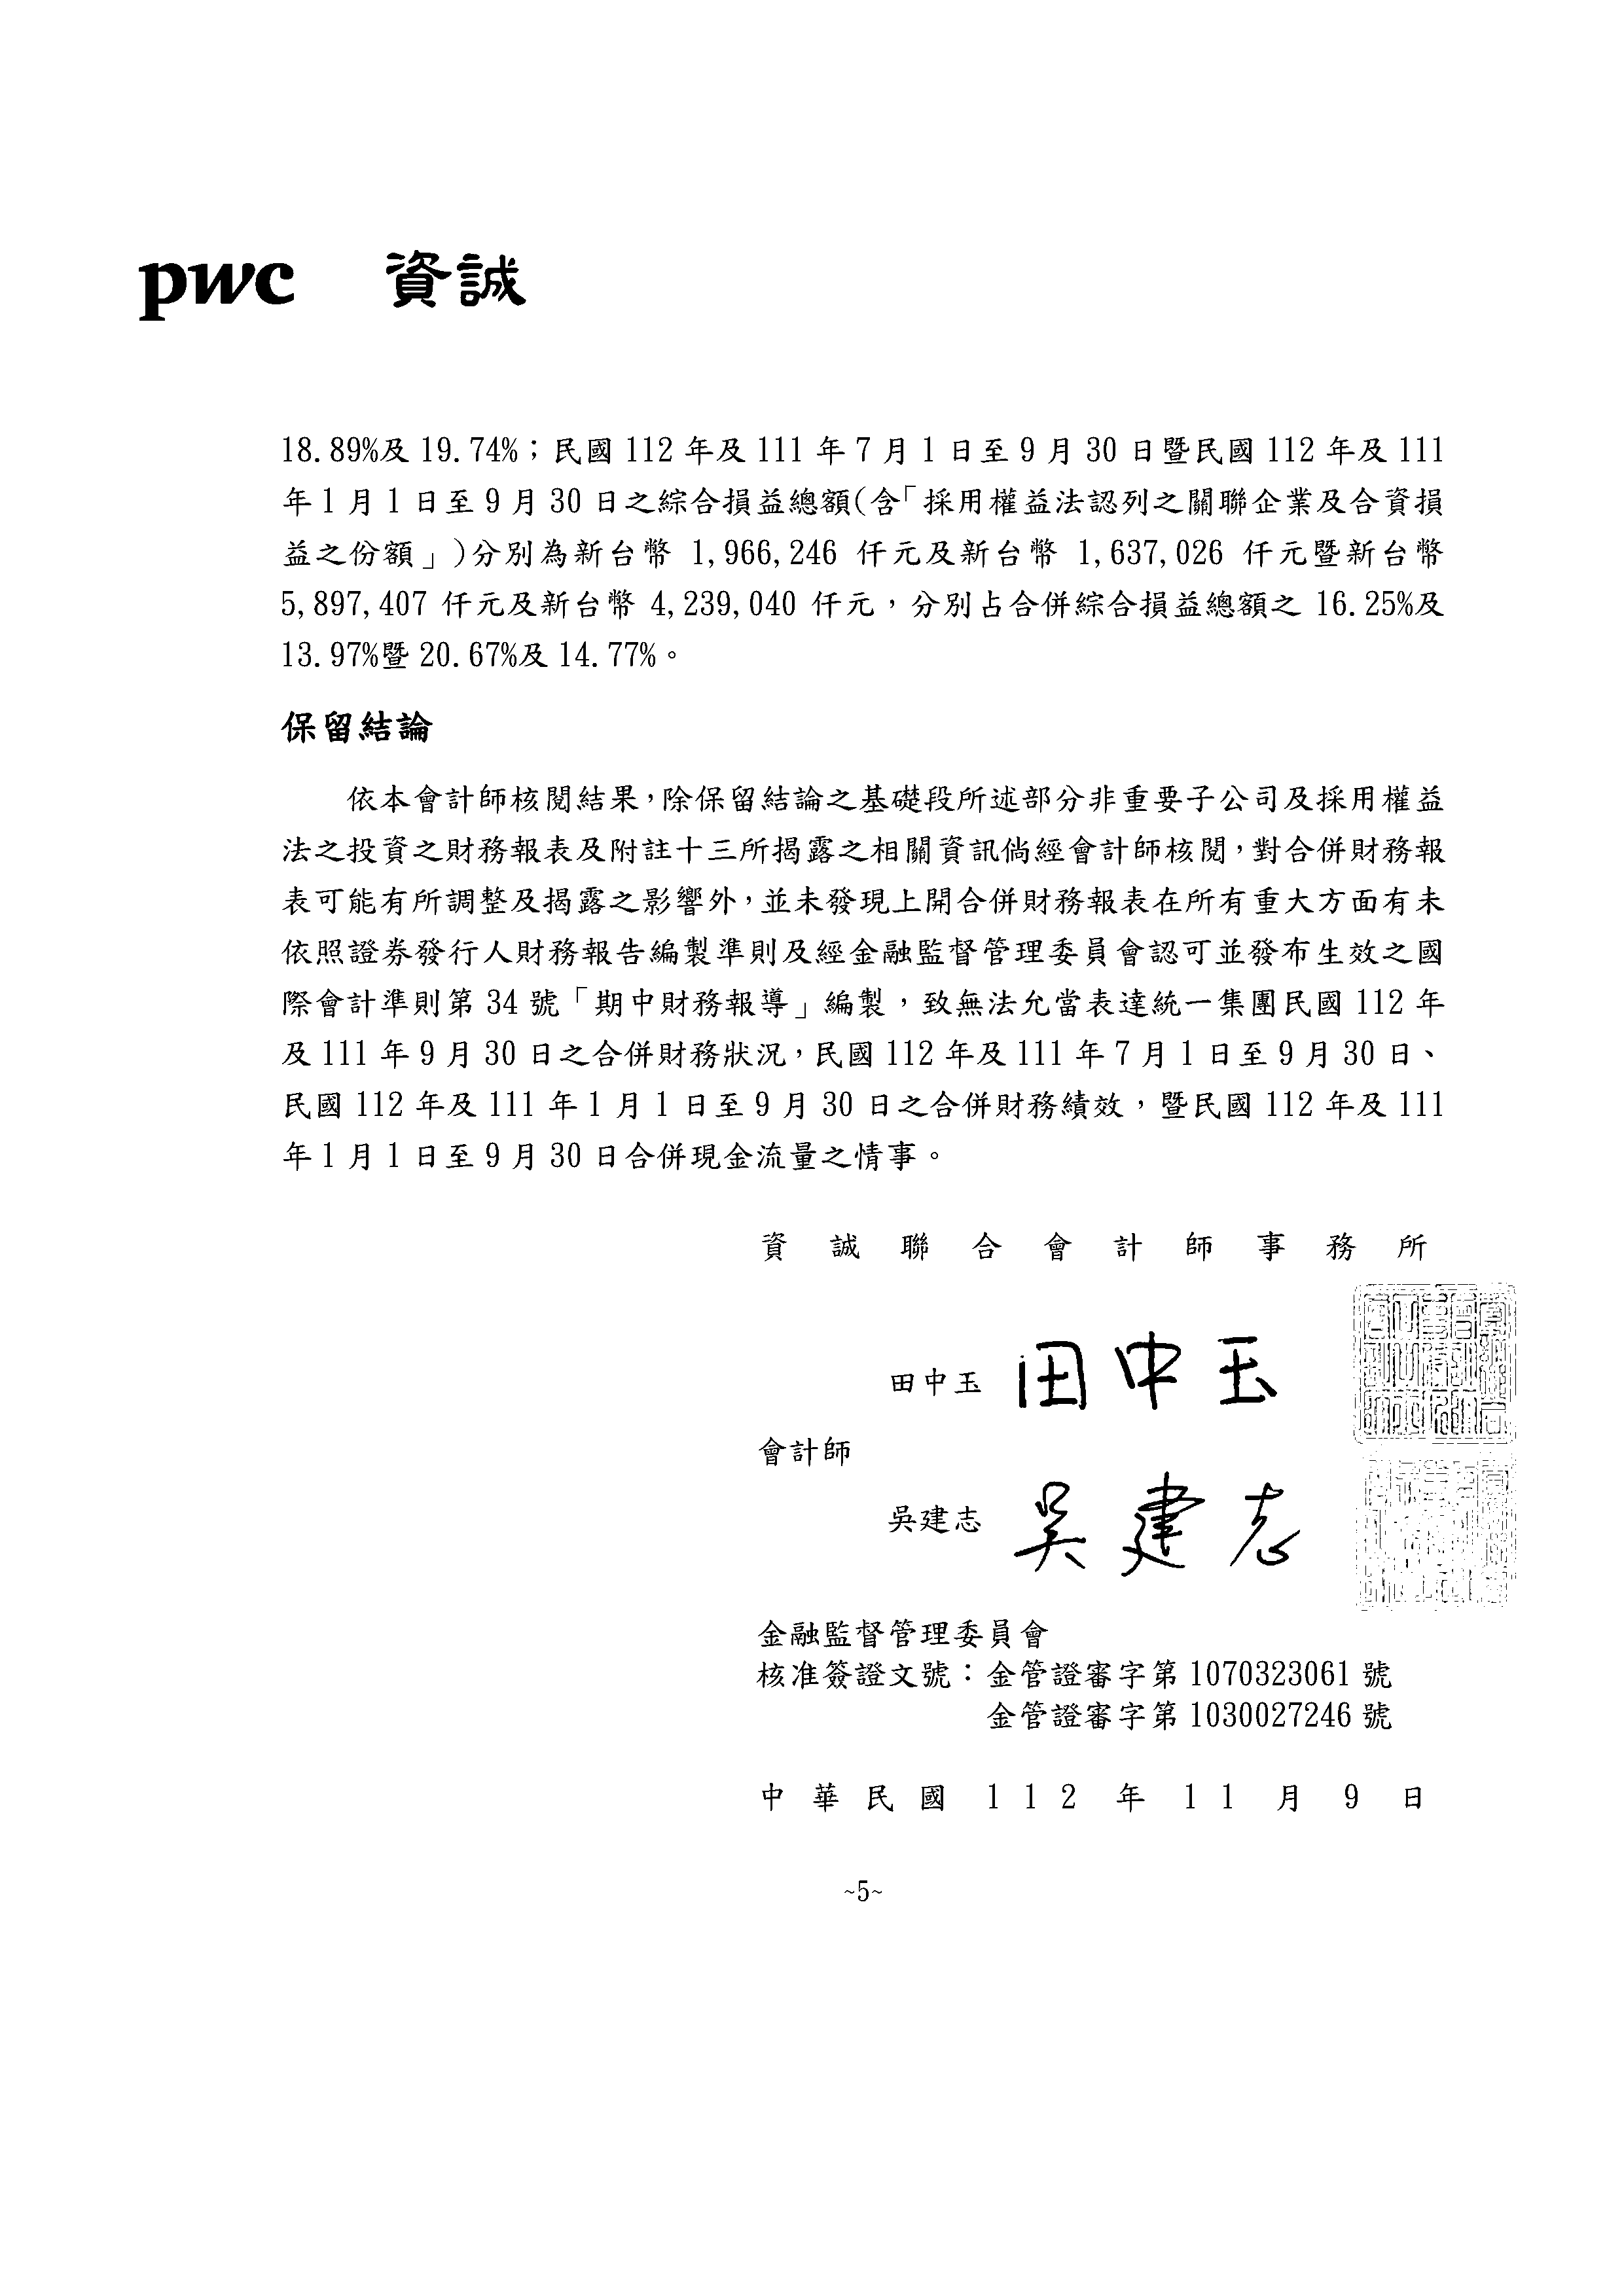 pwc 資誠
18.89%及 19.74%；民國 112 年及 111 年 7 月 1 日至 9 月 30 日暨民國 112 年及 111
年 1 月 1 日至 9 月 30 日之綜合損益總額(含「採用權益法認列之關聯企業及合資損
益之份額」)分別為新台幣 1,966,246 仟元及新台幣 1,637,026 仟元暨新台幣
5,897,407 仟元及新台幣 4,239,040 仟元，分別占合併綜合損益總額之 16.25%及
13.97%暨 20.67%及 14.77%。
保留結論
依本會計師核閱結果，除保留結論之基礎段所述部分非重要子公司及採用權益
法之投資之財務報表及附註十三所揭露之相關資訊倘經會計師核閱，對合併財務報
表可能有所調整及揭露之影響外，並未發現上開合併財務報表在所有重大方面有未
依照證券發行人財務報告編製準則及經金融監督管理委員會認可並發布生效之國
際會計準則第 34 號「期中財務報導」編製，致無法允當表達統一集團民國 112 年
及 111 年 9 月 30 日之合併財務狀況，民國 112 年及 111 年 7 月 1 日至 9 月 30 日、
民國 112 年及 111 年 1 月 1 日至 9 月 30 日之合併財務績效，暨民國 112 年及 111
年 1 月 1 日至 9 月 30 日合併現金流量之情事。
資誠聯合會計師事務所
田中玉 田中玉
會計師
吳建志 吳建志
金融監督管理委員會
核准簽證文號：金管證審字第 1070323061 號
金管證審字第 1030027246 號
中華民國 112 年 11 月 9 日
~5~